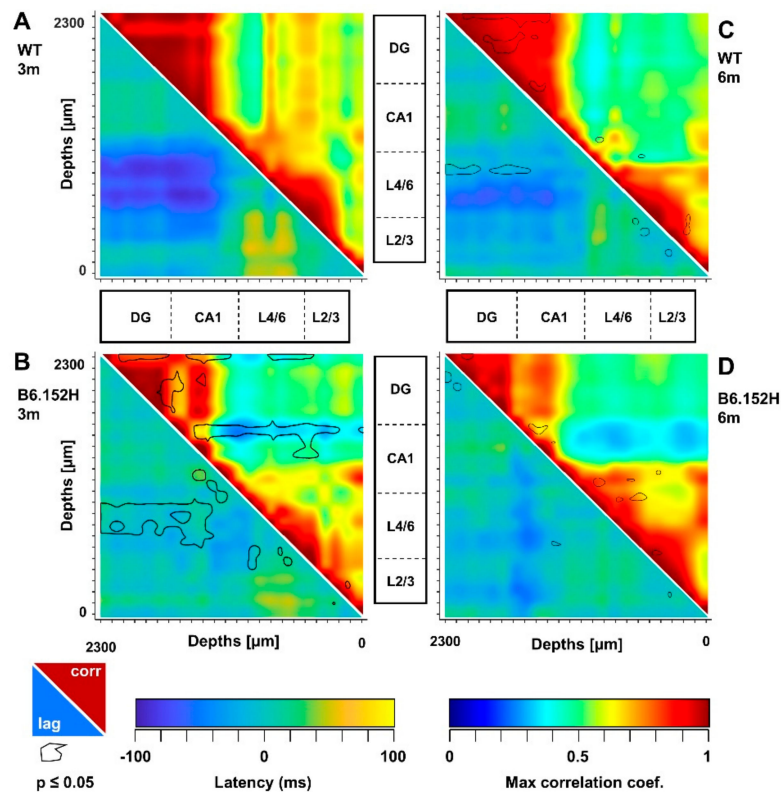 A
WT
3m
2300
Depths [µm]
0
DG
CA1
L4/6
L2/3
C
WT
6m
DG
CA1
L4/6
L2/3
DG
CA1
L4/6
L2/3
B
B6.152H
3m
2300
Depths [µm]
0
DG
CA1
L4/6
L2/3
D
B6.152H
6m
2300
Depths [µm]
0
2300
Depths [µm]
0
corr
lag
p ≤ 0.05
-100
0
100
Latency (ms)
0
0.5
1
Max correlation coef.